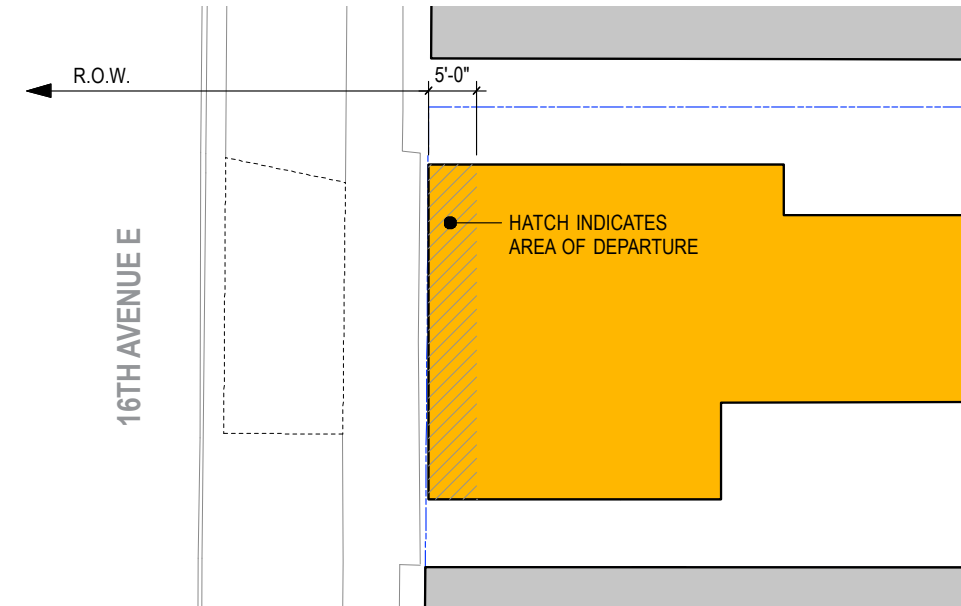 R.O.W.
5'-0"
HATCH INDICATES
AREA OF DEPARTURE
16TH AVENUE E